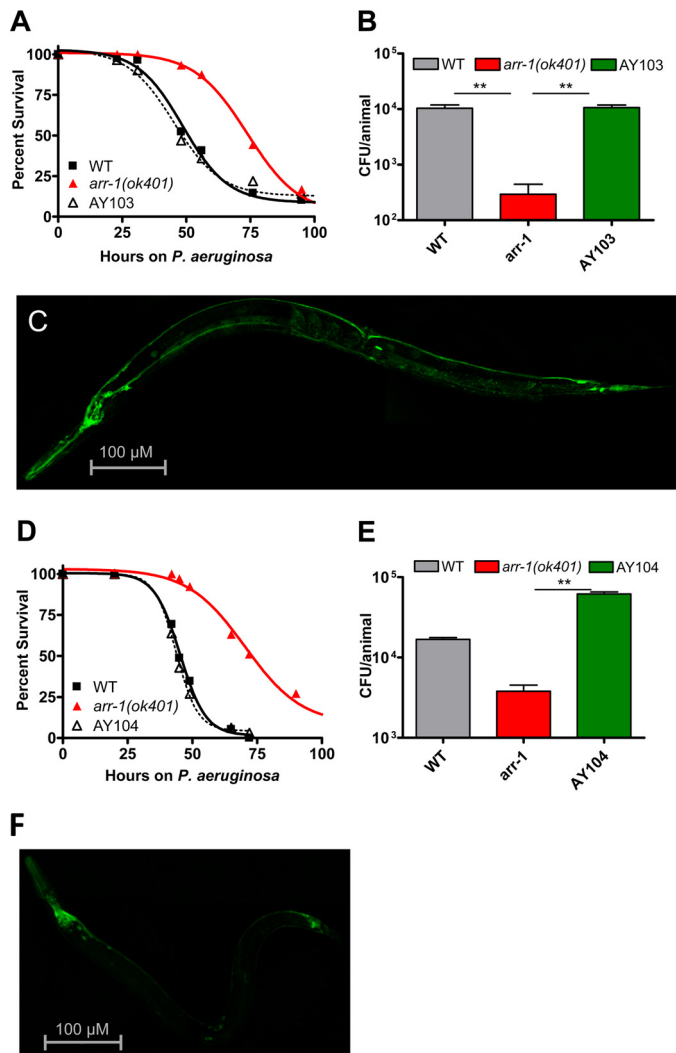 A
Percent Survival
100
75
50
25
0
WT
arr-1(ok401)
AY103
0 25 50 75 100
Hours on P. aeruginosa
B
WT arr-1(ok401) AY103
CFU/animal
10⁵
10⁴
10³
10²
** **
WT arr-1 AY103
C
100 µM
D
Percent Survival
100
75
50
25
0
WT
arr-1(ok401)
AY104
0 25 50 75 100
Hours on P. aeruginosa
E
WT arr-1(ok401) AY104
CFU/animal
10⁵
10⁴
10³
**
WT arr-1 AY104
F
100 µM